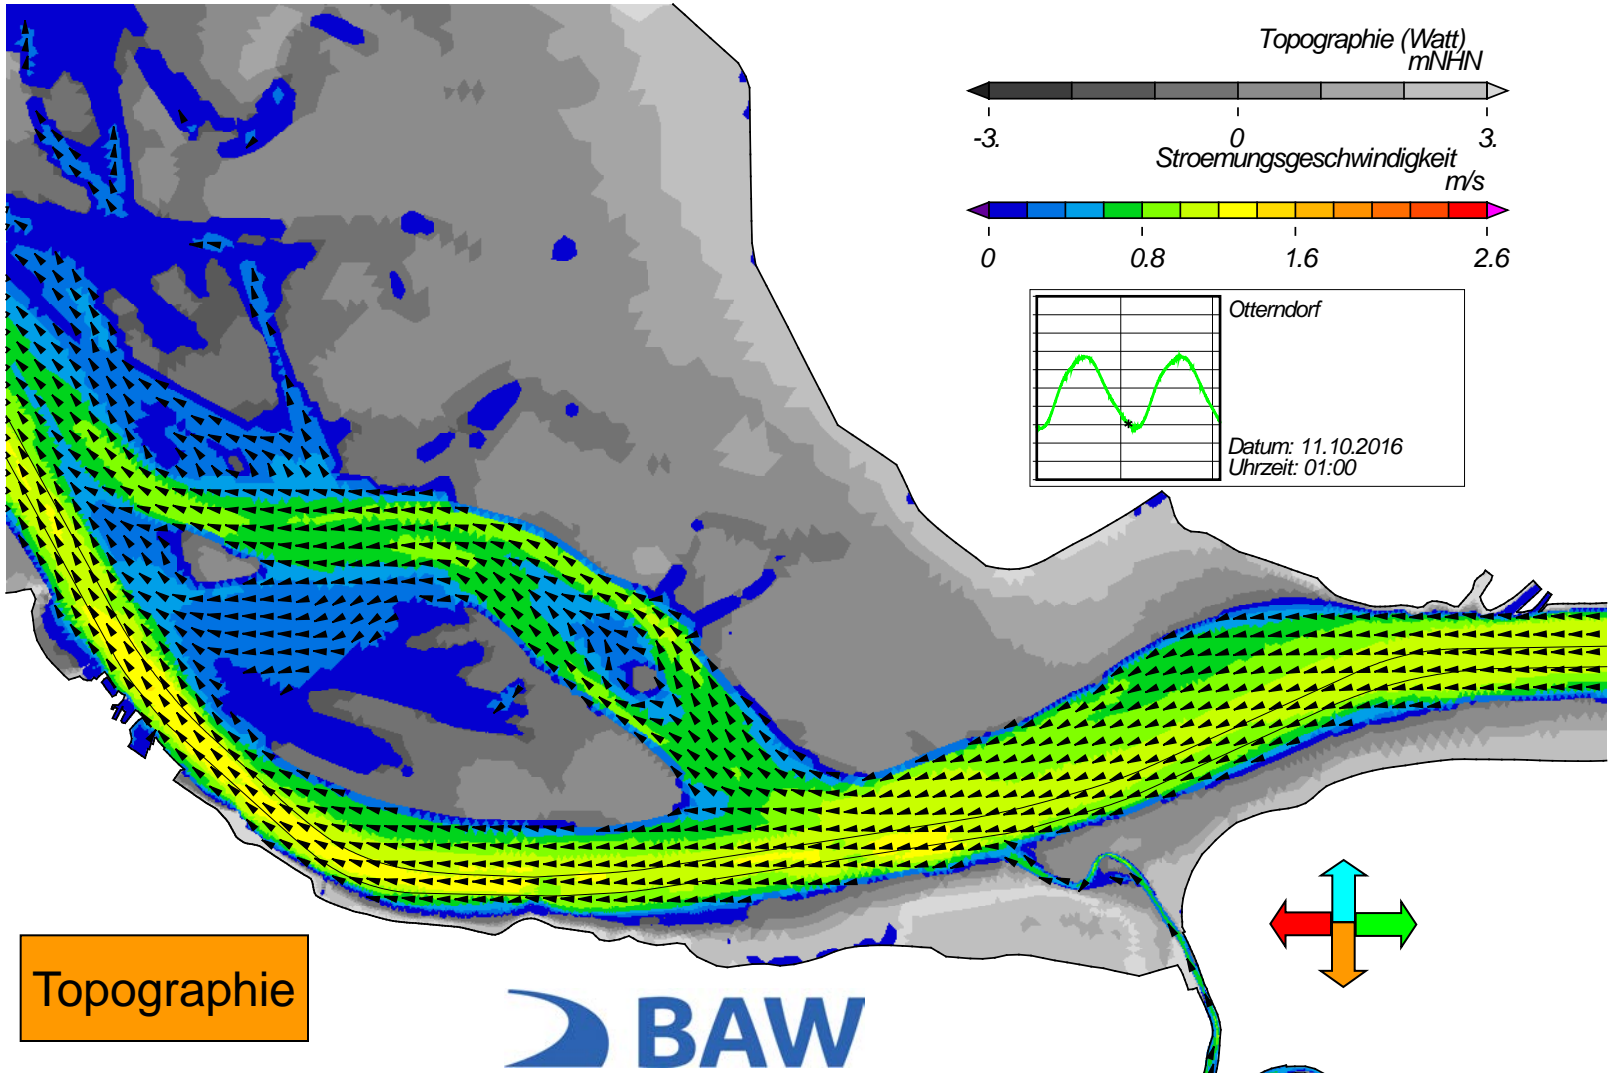 Topographie (Watt)
mNHN
-3. 0 3.
Stroemungsgeschwindigkeit
m/s
0 0.8 1.6 2.6
Otterndorf
Datum: 11.10.2016
Uhrzeit: 01:00
Topographie
BAW